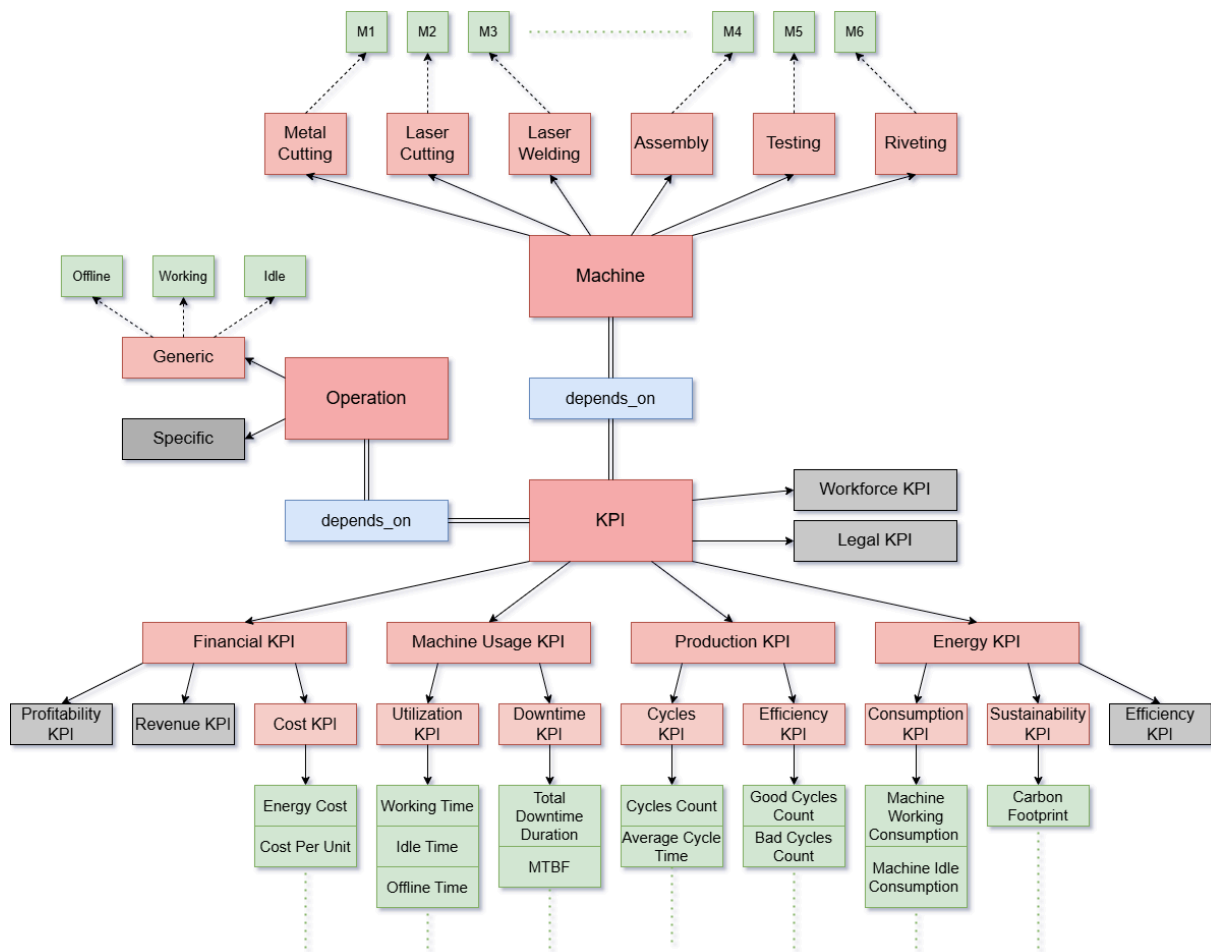 M1
M2
M3
M4
M5
M6
Metal
Cutting
Laser
Cutting
Laser
Welding
Assembly
Testing
Riveting
Machine
Offline
Working
Idle
Generic
Operation
Specific
depends_on
depends_on
KPI
Workforce KPI
Legal KPI
Financial KPI
Machine Usage KPI
Production KPI
Energy KPI
Profitability
KPI
Revenue KPI
Cost KPI
Utilization
KPI
Downtime
KPI
Cycles
KPI
Efficiency
KPI
Consumption
KPI
Sustainability
KPI
Efficiency
KPI
Energy Cost
Cost Per Unit
Working Time
Idle Time
Offline Time
Total
Downtime
Duration
MTBF
Cycles Count
Average Cycle
Time
Good Cycles
Count
Bad Cycles
Count
Machine
Working
Consumption
Machine Idle
Consumption
Carbon
Footprint